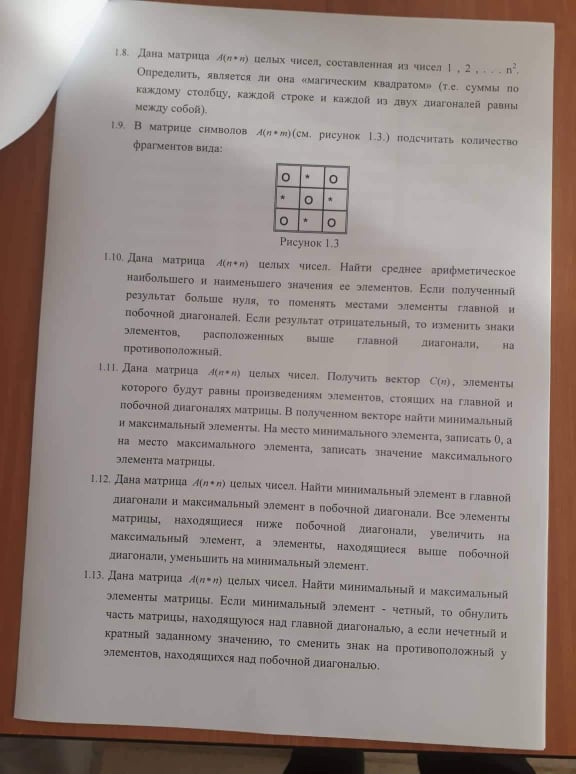 1.8. Дана матрица A(n*n) целых чисел, составленная из чисел 1 , 2 , . . . n².
Определить, является ли она «магическим квадратом» (т.е. суммы по
каждому столбцу, каждой строке и каждой из двух диагоналей равны
между собой).
1.9. В матрице символов A(n*m)(см. рисунок 1.3.) подсчитать количество
фрагментов вида:
O * O
* O *
O * O
Рисунок 1.3
1.10. Дана матрица A(n*n) целых чисел. Найти среднее арифметическое
наибольшего и наименьшего значения ее элементов. Если полученный
результат больше нуля, то поменять местами элементы главной и
побочной диагоналей. Если результат отрицательный, то изменить знаки
элементов, расположенных выше главной диагонали, на
противоположный.
1.11. Дана матрица A(n*n) целых чисел. Получить вектор C(n), элементы
которого будут равны произведениям элементов, стоящих на главной и
побочной диагоналях матрицы. В полученном векторе найти минимальный
и максимальный элементы. На место минимального элемента, записать 0, а
на место максимального элемента, записать значение максимального
элемента матрицы.
1.12. Дана матрица A(n*n) целых чисел. Найти минимальный элемент в главной
диагонали и максимальный элемент в побочной диагонали. Все элементы
матрицы, находящиеся ниже побочной диагонали, увеличить на
максимальный элемент, а элементы, находящиеся выше побочной
диагонали, уменьшить на минимальный элемент.
1.13. Дана матрица A(n*n) целых чисел. Найти минимальный и максимальный
элементы матрицы. Если минимальный элемент - четный, то обнулить
часть матрицы, находящуюся над главной диагональю, а если нечетный и
кратный заданному значению, то сменить знак на противоположный у
элементов, находящихся над побочной диагональю.